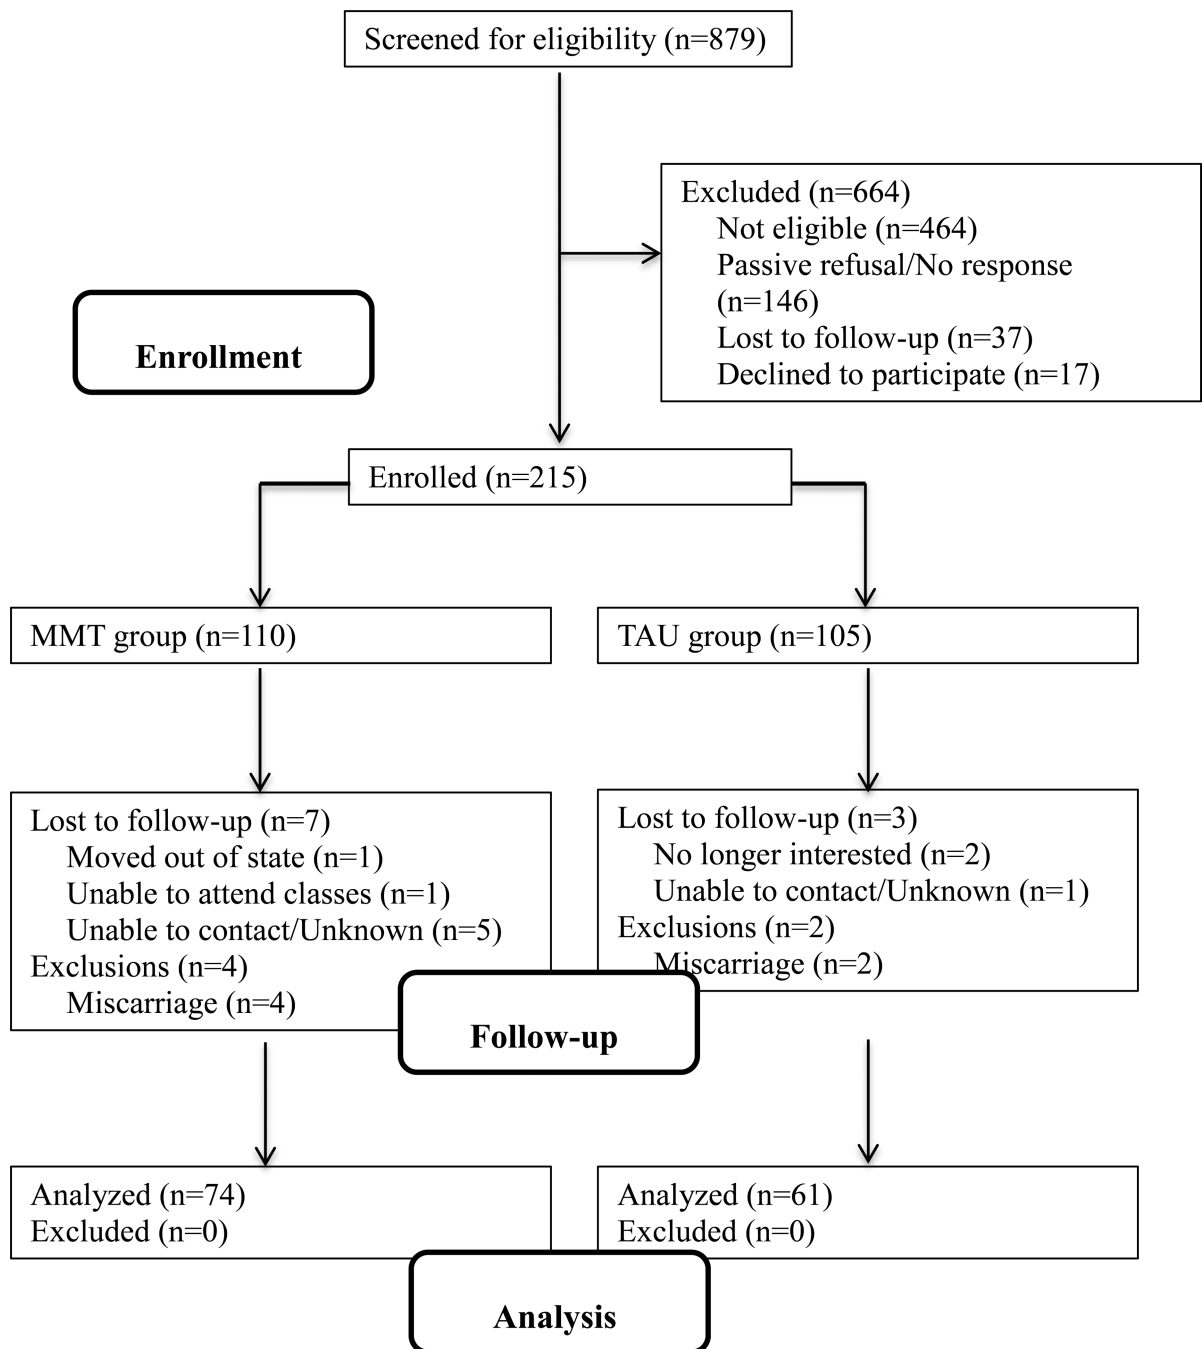 Screened for eligibility (n=879)
Excluded (n=664)
Not eligible (n=464)
Passive refusal/No response
(n=146)
Lost to follow-up (n=37)
Declined to participate (n=17)
Enrollment
Enrolled (n=215)
MMT group (n=110)
TAU group (n=105)
Lost to follow-up (n=7)
Moved out of state (n=1)
Unable to attend classes (n=1)
Unable to contact/Unknown (n=5)
Exclusions (n=4)
Miscarriage (n=4)
Lost to follow-up (n=3)
No longer interested (n=2)
Unable to contact/Unknown (n=1)
Exclusions (n=2)
Miscarriage (n=2)
Follow-up
Analyzed (n=74)
Excluded (n=0)
Analyzed (n=61)
Excluded (n=0)
Analysis